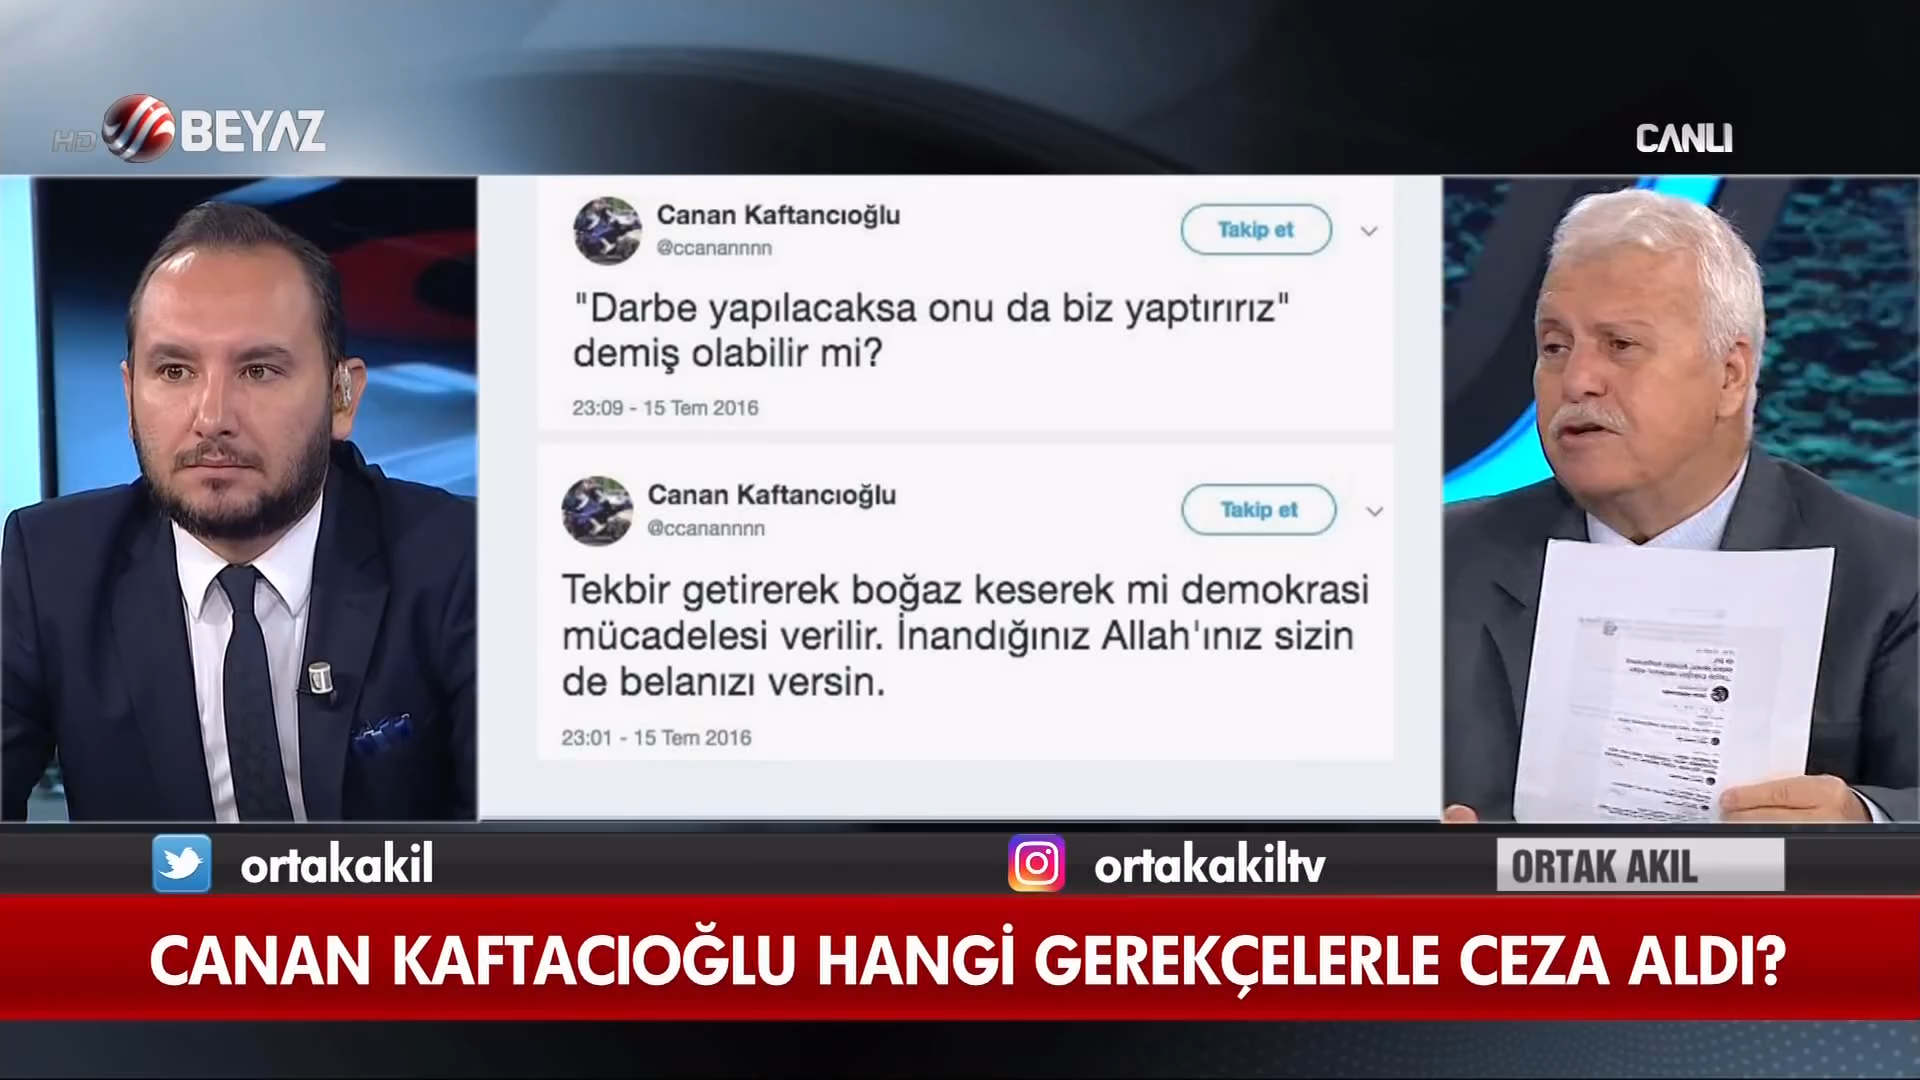 HD BEYAZ
CANLI
Canan Kaftancıoğlu
@ccanannnn
Takip et
"Darbe yapılacaksa onu da biz yaptırırız"
demiş olabilir mi?
23:09 - 15 Tem 2016
Canan Kaftancıoğlu
@ccanannnn
Takip et
Tekbir getirerek boğaz keserek mi demokrasi
mücadelesi verilir. İnandığınız Allah'ınız sizin
de belanızı versin.
23:01 - 15 Tem 2016
ortakakil
ortakakiltv
ORTAK AKIL
CANAN KAFTACIOĞLU HANGİ GEREKÇELERLE CEZA ALDI?